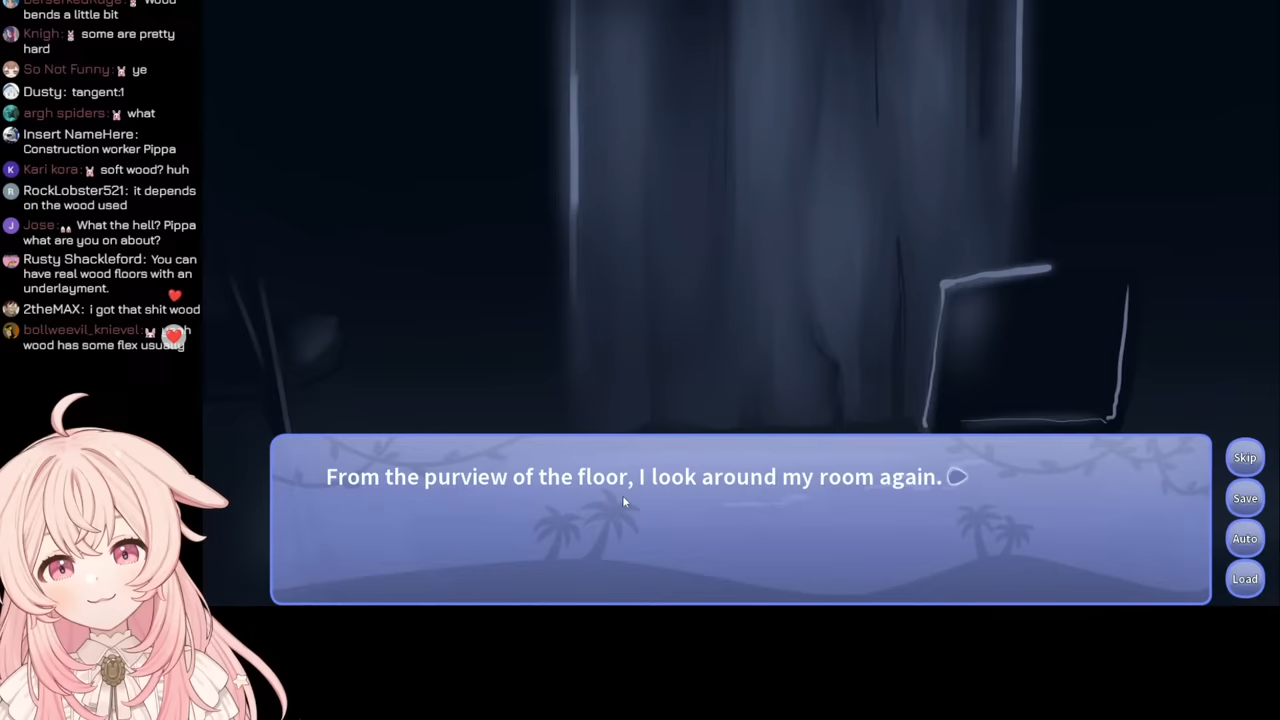 BerserkedRage: Wood
bends a little bit
Knigh: some are pretty
hard
So Not Funny: ye
Dusty: tangent:1
argh spiders: what
Insert NameHere:
Construction worker Pippa
K
Kari kora: soft wood? huh
R
RockLobster521: it depends
on the wood used
J
Jose: What the hell? Pippa
what are you on about?
Rusty Shackleford: You can
have real wood floors with an
underlayment.
2theMAX: i got that shit wood
bollweevil_knievel:
wood has some flex usually
From the purview of the floor, I look around my room again.
Skip
Save
Auto
Load